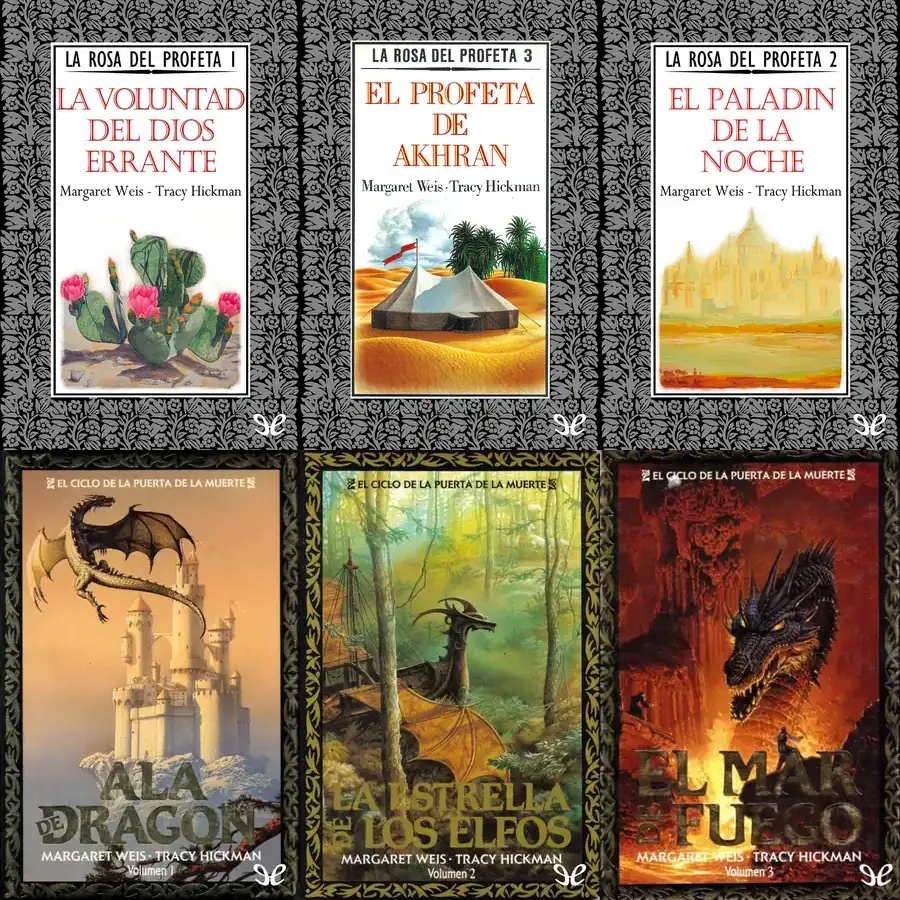 LA ROSA DEL PROFETA 1
LA VOLUNTAD
DEL DIOS
ERRANTE
Margaret Weis - Tracy Hickman
LA ROSA DEL PROFETA 3
EL PROFETA
DE
AKHRAN
Margaret Weis · Tracy Hickman
LA ROSA DEL PROFETA 2
EL PALADIN
DE LA
NOCHE
Margaret Weis - Tracy Hickman
EL CICLO DE LA PUERTA DE LA MUERTE
ALA
DE DRAGON
MARGARET WEIS · TRACY HICKMAN
Volumen 1
EL CICLO DE LA PUERTA DE LA MUERTE
LA ESTRELLA
DE LOS ELFOS
MARGARET WEIS · TRACY HICKMAN
Volumen 2
EL CICLO DE LA PUERTA DE LA MUERTE
EL MAR
DE FUEGO
MARGARET WEIS · TRACY HICKMAN
Volumen 3